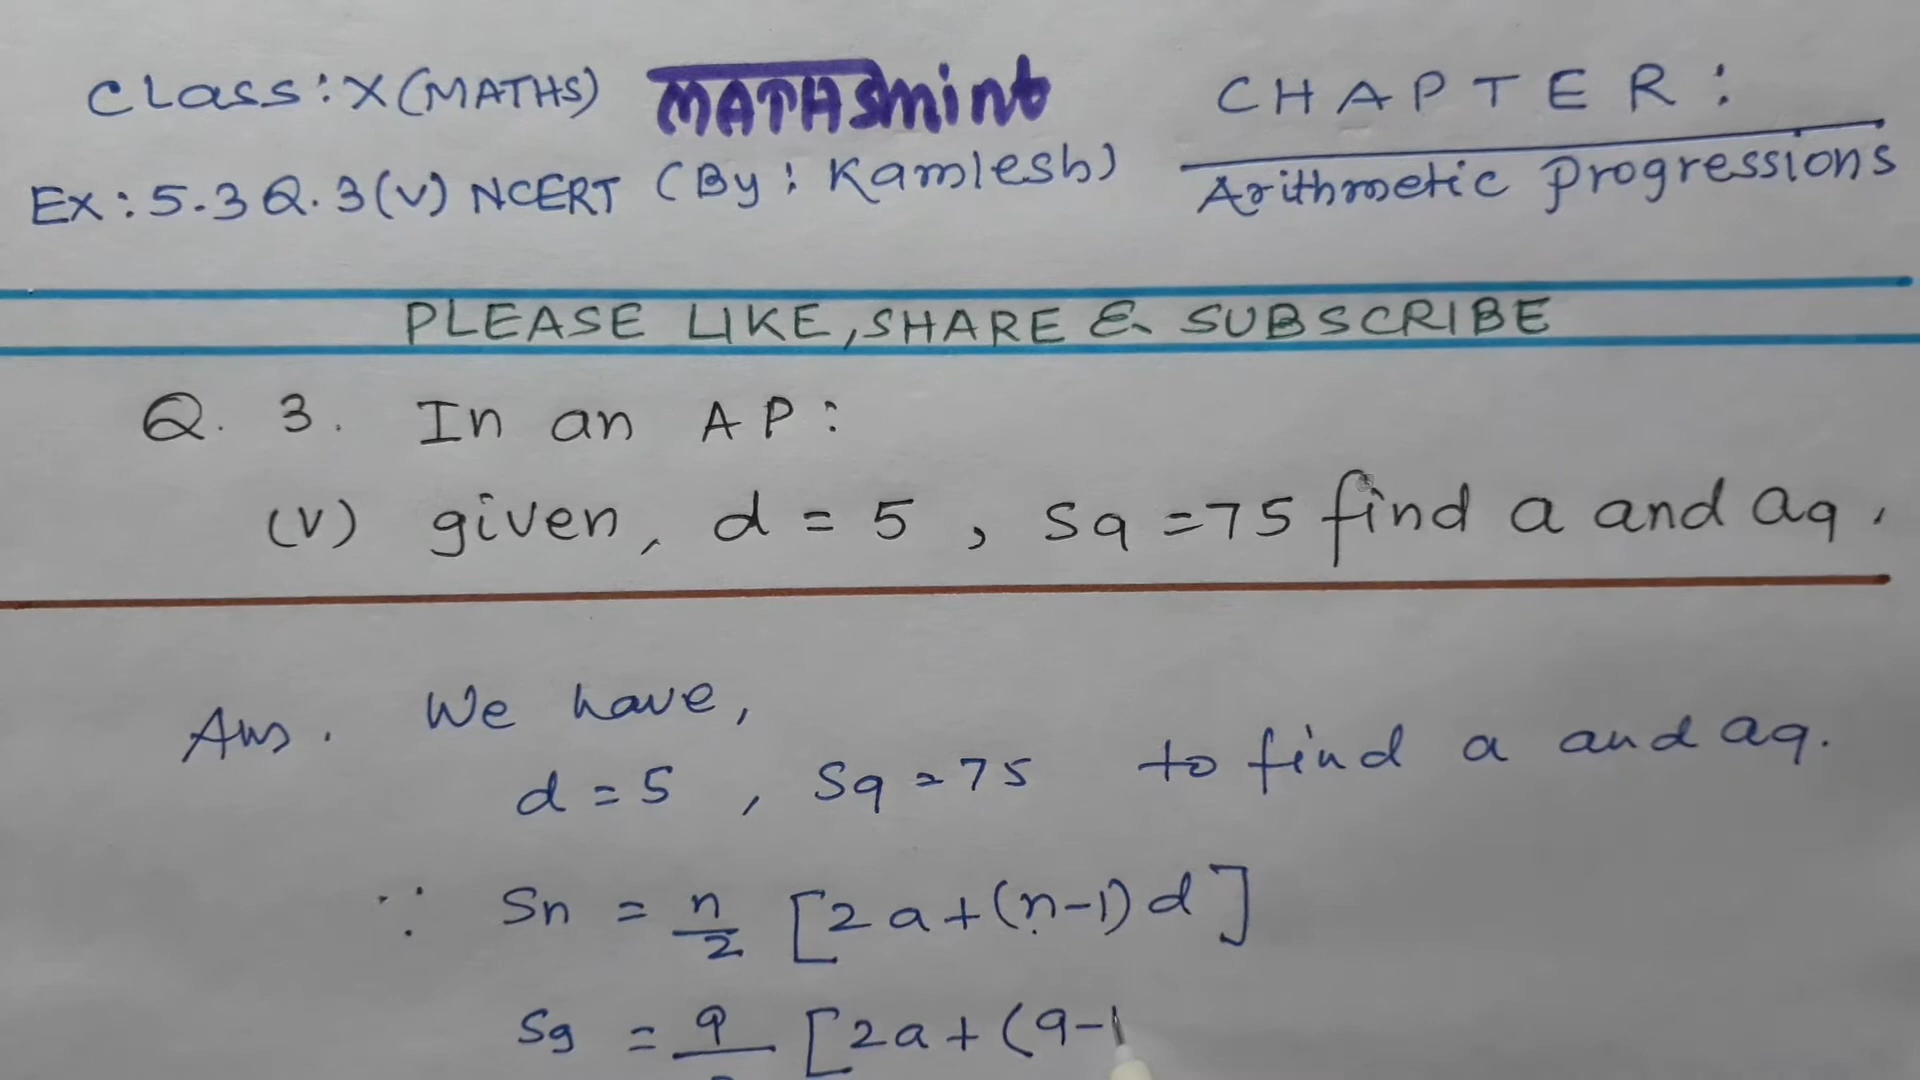 Class: X (MATHS) MATHSmint CHAPTER:
Ex: 5.3 Q. 3(V) NCERT (By: Kamlesh) Arithmetic Progressions
PLEASE LIKE, SHARE & SUBSCRIBE
Q. 3. In an AP:
(V) given, d = 5, S9 = 75 find a and a9.
Ans. We have,
d = 5, S9 = 75 to find a and a9.
∵ Sn = n/2 [2a+(n-1)d]
S9 = 9/2 [2a+(9-1